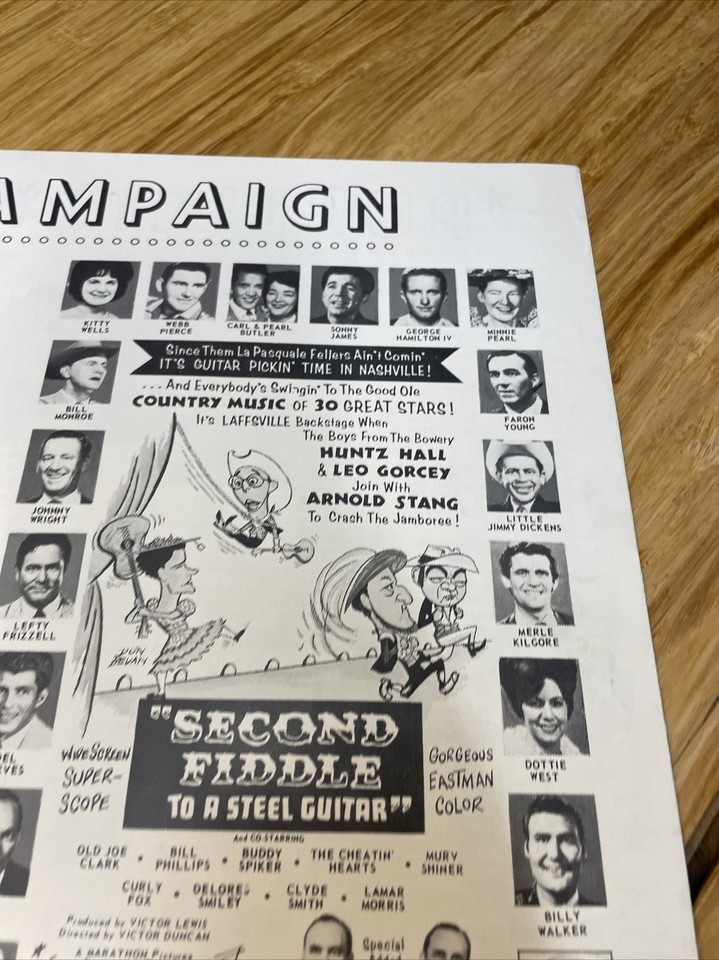 AMPAIGN
KITTY
WELLS
WEBB
PIERCE
CARL & PEARL
BUTLER
SONNY
JAMES
GEORGE
HAMILTON IV
MINNIE
PEARL
Since Them La Pasquale Fellers Ain't Comin'
IT'S GUITAR PICKIN' TIME IN NASHVILLE!
... And Everybody's Swingin' To The Good Ole
COUNTRY MUSIC OF 30 GREAT STARS!
It's LAFFSVILLE Backstage When
The Boys From The Bowery
HUNTZ HALL
& LEO GORCEY
Join With
ARNOLD STANG
To Crash The Jamboree!
BILL
MONROE
FARON
YOUNG
JOHNNY
WRIGHT
LITTLE
JIMMY DICKENS
LEFTY
FRIZZELL
MERLE
KILGORE
DON
BEVAN
EL
VES
DOTTIE
WEST
WIDE SCREEN
SUPER-
SCOPE
"SECOND
FIDDLE
TO A STEEL GUITAR"
GORGEOUS
EASTMAN
COLOR
And CO-STARRING
OLD JOE CLARK • BILL PHILLIPS • BUDDY SPIKER • THE CHEATIN' HEARTS • MURV SHINER
CURLY FOX • DELORES SMILEY • CLYDE SMITH • LAMAR MORRIS
BILLY
WALKER
Produced by VICTOR LEWIS
Directed by VICTOR DUNCAN
A MARATHON Pictures
Special
Added